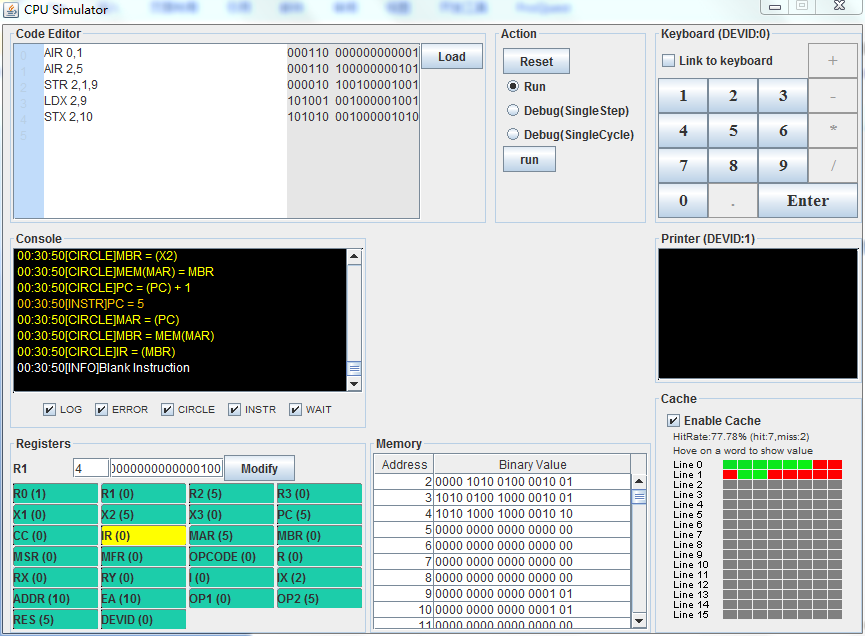 CPU Simulator
Code Editor
AIR 0,1 000110 000000000001
AIR 2,5 000110 100000000101
STR 2,1,9 000010 100100001001
LDX 2,9 101001 001000001001
STX 2,10 101010 001000001010
Load
Action
Reset
Run
Debug(SingleStep)
Debug(SingleCycle)
run
Keyboard (DEVID:0)
Link to keyboard +
1 2 3 -
4 5 6 *
7 8 9 /
0 . Enter
Console
00:30:50[CIRCLE]MBR = (X2)
00:30:50[CIRCLE]MEM(MAR) = MBR
00:30:50[CIRCLE]PC = (PC) + 1
00:30:50[INSTR]PC = 5
00:30:50[CIRCLE]MAR = (PC)
00:30:50[CIRCLE]MBR = MEM(MAR)
00:30:50[CIRCLE]IR = (MBR)
00:30:50[INFO]Blank Instruction
LOG ERROR CIRCLE INSTR WAIT
Printer (DEVID:1)
Registers
R1 4 0000000000000100 Modify
R0 (1) R1 (0) R2 (5) R3 (0)
X1 (0) X2 (5) X3 (0) PC (5)
CC (0) IR (0) MAR (5) MBR (0)
MSR (0) MFR (0) OPCODE (0) R (0)
RX (0) RY (0) I (0) IX (2)
ADDR (10) EA (10) OP1 (0) OP2 (5)
RES (5) DEVID (0)
Memory
Address Binary Value
2 0000 1010 0100 0010 01
3 1010 0100 1000 0010 01
4 1010 1000 1000 0010 10
5 0000 0000 0000 0000 00
6 0000 0000 0000 0000 00
7 0000 0000 0000 0000 00
8 0000 0000 0000 0000 00
9 0000 0000 0000 0001 01
10 0000 0000 0000 0001 01
11 0000 0000 0000 0000 00
Cache
Enable Cache
HitRate:77.78% (hit:7,miss:2)
Hove on a word to show value
Line 0
Line 1
Line 2
Line 3
Line 4
Line 5
Line 6
Line 7
Line 8
Line 9
Line 10
Line 11
Line 12
Line 13
Line 14
Line 15